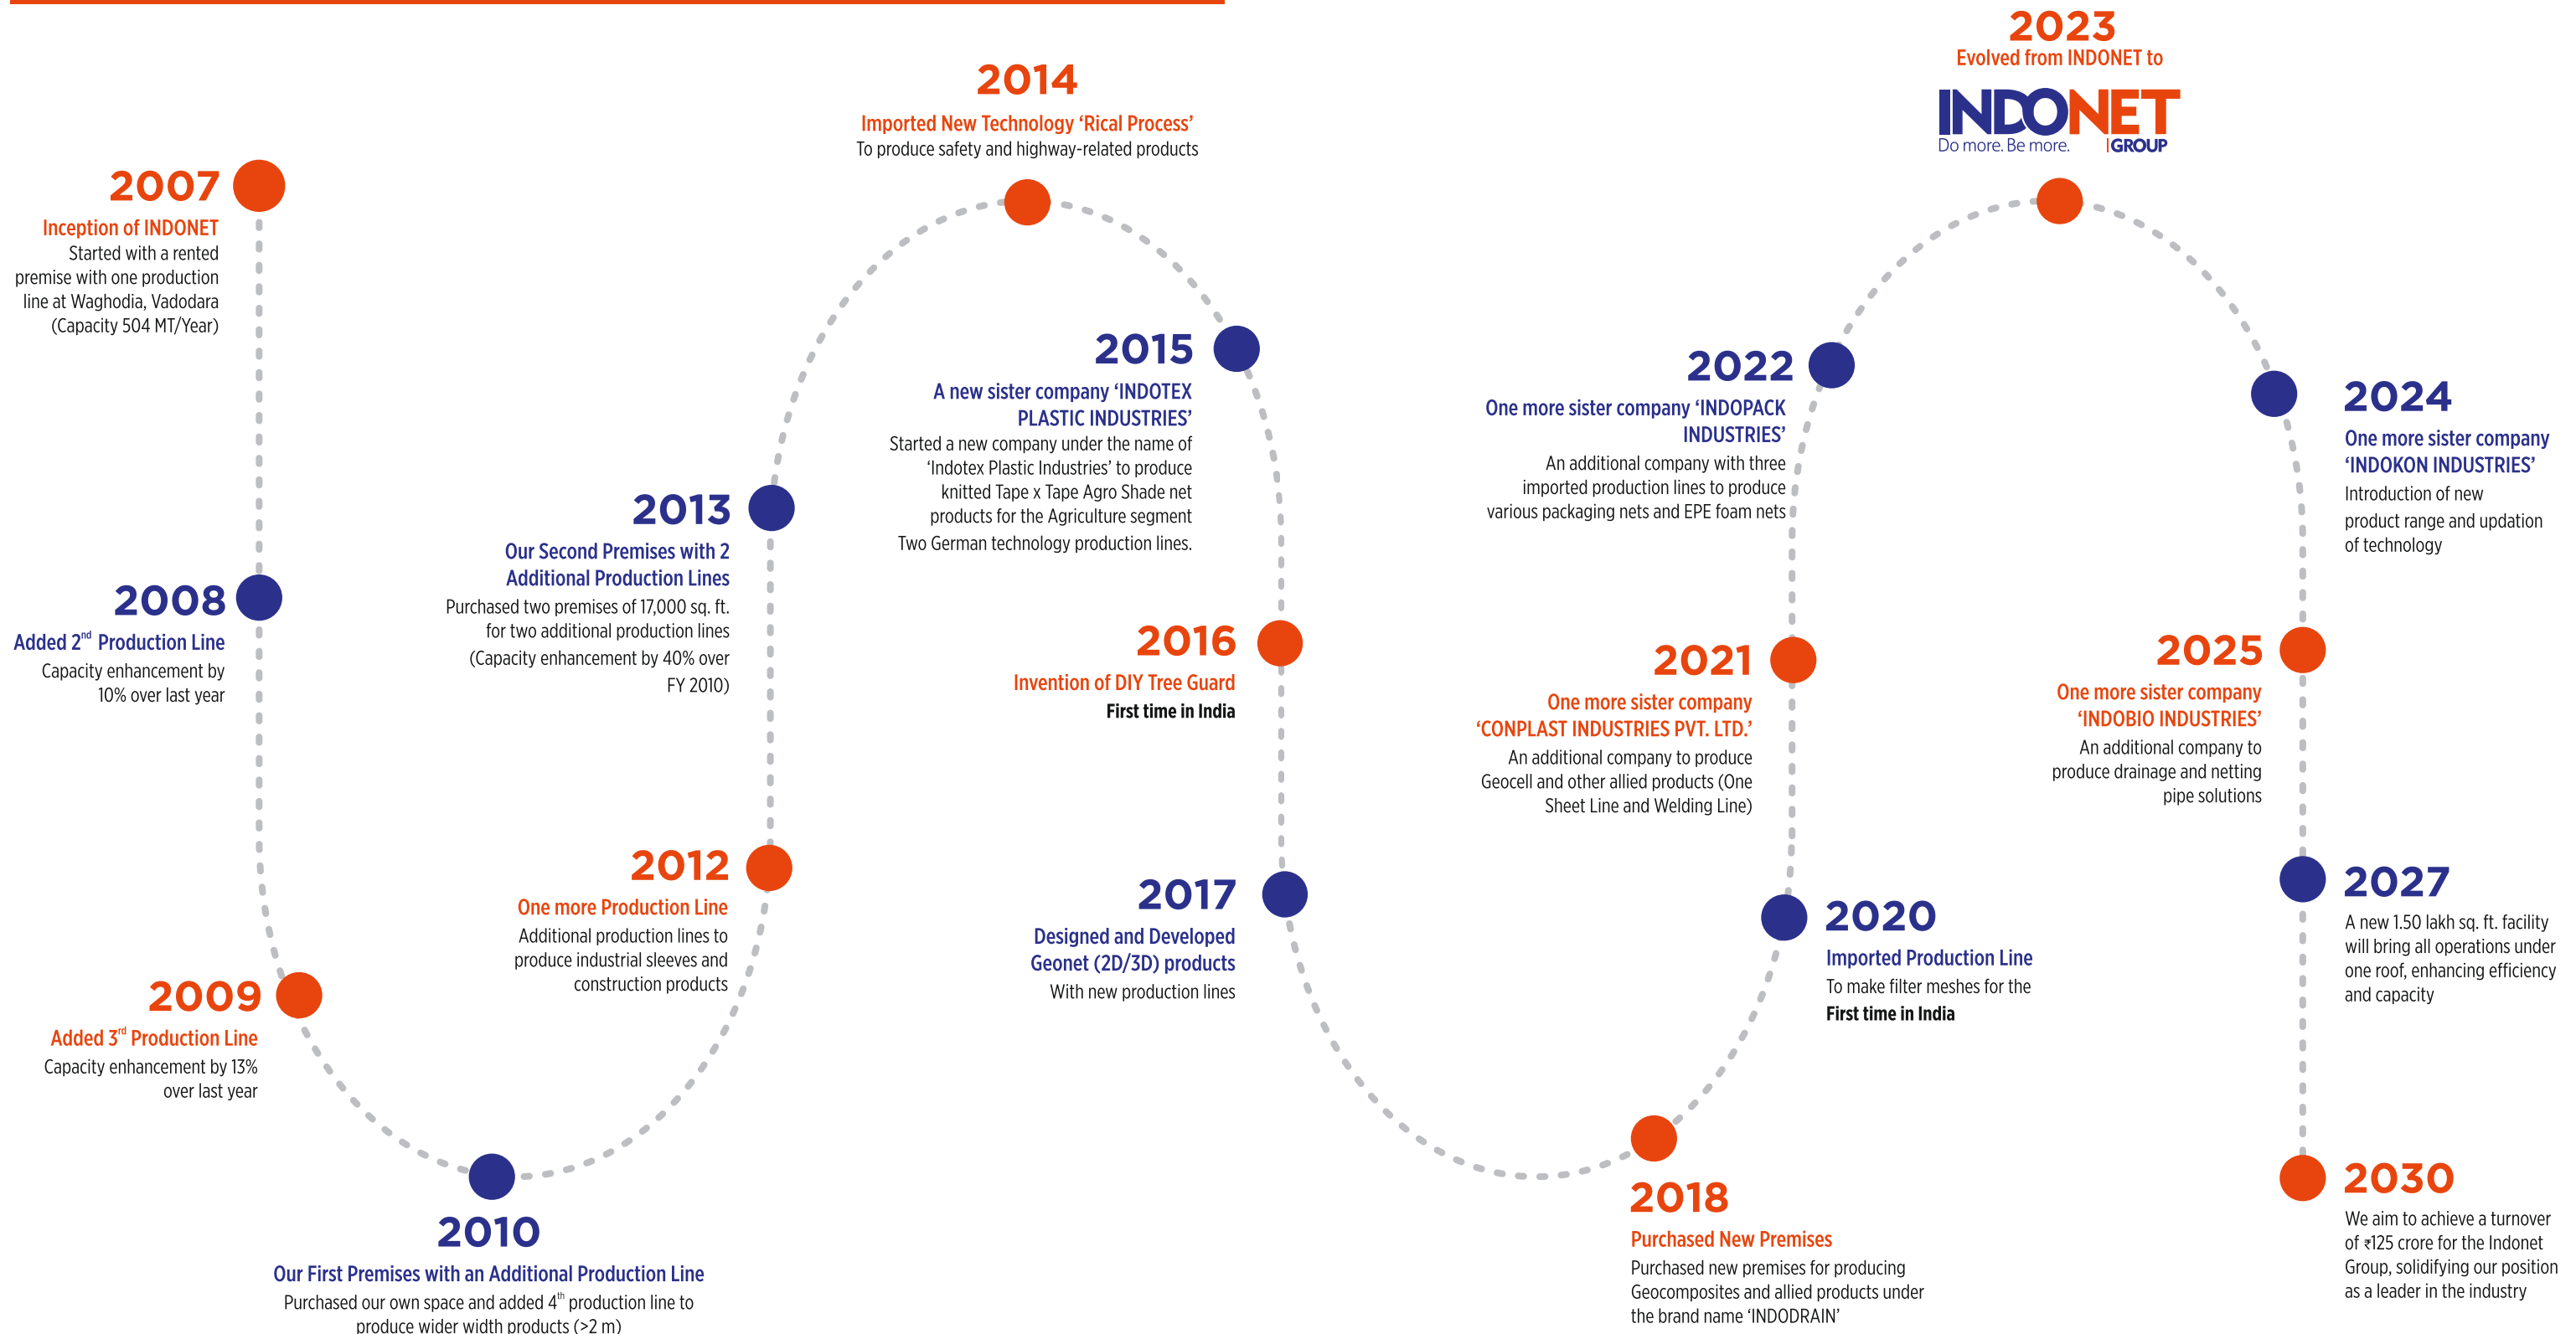 2007
Inception of INDONET
Started with a rented
premise with one production
line at Waghodia, Vadodara
(Capacity 504 MT/Year)
2008
Added 2nd Production Line
Capacity enhancement by
10% over last year
2009
Added 3rd Production Line
Capacity enhancement by 13%
over last year
2010
Our First Premises with an Additional Production Line
Purchased our own space and added 4th production line to
produce wider width products (>2 m)
2012
One more Production Line
Additional production lines to
produce industrial sleeves and
construction products
2013
Our Second Premises with 2
Additional Production Lines
Purchased two premises of 17,000 sq. ft.
for two additional production lines
(Capacity enhancement by 40% over
FY 2010)
2014
Imported New Technology ‘Rical Process’
To produce safety and highway-related products
2015
A new sister company ‘INDOTEX
PLASTIC INDUSTRIES’
Started a new company under the name of
‘Indotex Plastic Industries’ to produce
knitted Tape x Tape Agro Shade net
products for the Agriculture segment
Two German technology production lines.
2016
Invention of DIY Tree Guard
First time in India
2017
Designed and Developed
Geonet (2D/3D) products
With new production lines
2018
Purchased New Premises
Purchased new premises for producing
Geocomposites and allied products under
the brand name ‘INDODRAIN’
2020
Imported Production Line
To make filter meshes for the
First time in India
2021
One more sister company
‘CONPLAST INDUSTRIES PVT. LTD.’
An additional company to produce
Geocell and other allied products (One
Sheet Line and Welding Line)
2022
One more sister company ‘INDOPACK
INDUSTRIES’
An additional company with three
imported production lines to produce
various packaging nets and EPE foam nets
2023
Evolved from INDONET to
INDONET
Do more. Be more. |GROUP
2024
One more sister company
‘INDOKON INDUSTRIES’
Introduction of new
product range and updation
of technology
2025
One more sister company
‘INDOBIO INDUSTRIES’
An additional company to
produce drainage and netting
pipe solutions
2027
A new 1.50 lakh sq. ft. facility
will bring all operations under
one roof, enhancing efficiency
and capacity
2030
We aim to achieve a turnover
of ₹125 crore for the Indonet
Group, solidifying our position
as a leader in the industry